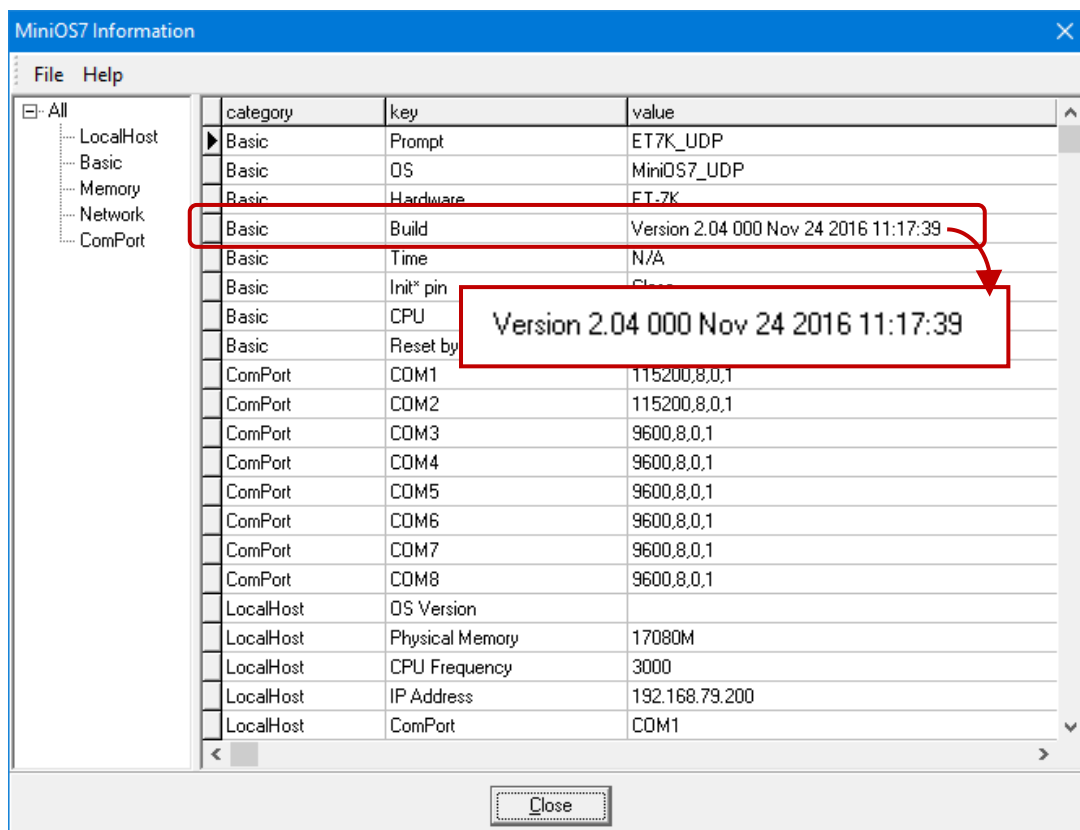 MiniOS7 Information
File Help
All
LocalHost
Basic
Memory
Network
ComPort
category key value
Basic Prompt ET7K_UDP
Basic OS MiniOS7_UDP
Basic Hardware ET-7K
Basic Build Version 2.04 000 Nov 24 2016 11:17:39
Basic Time N/A
Basic Init* pin
Basic CPU
Version 2.04 000 Nov 24 2016 11:17:39
Basic Reset by
ComPort COM1 115200,8,0,1
ComPort COM2 115200,8,0,1
ComPort COM3 9600,8,0,1
ComPort COM4 9600,8,0,1
ComPort COM5 9600,8,0,1
ComPort COM6 9600,8,0,1
ComPort COM7 9600,8,0,1
ComPort COM8 9600,8,0,1
LocalHost OS Version
LocalHost Physical Memory 17080M
LocalHost CPU Frequency 3000
LocalHost IP Address 192.168.79.200
LocalHost ComPort COM1
Close